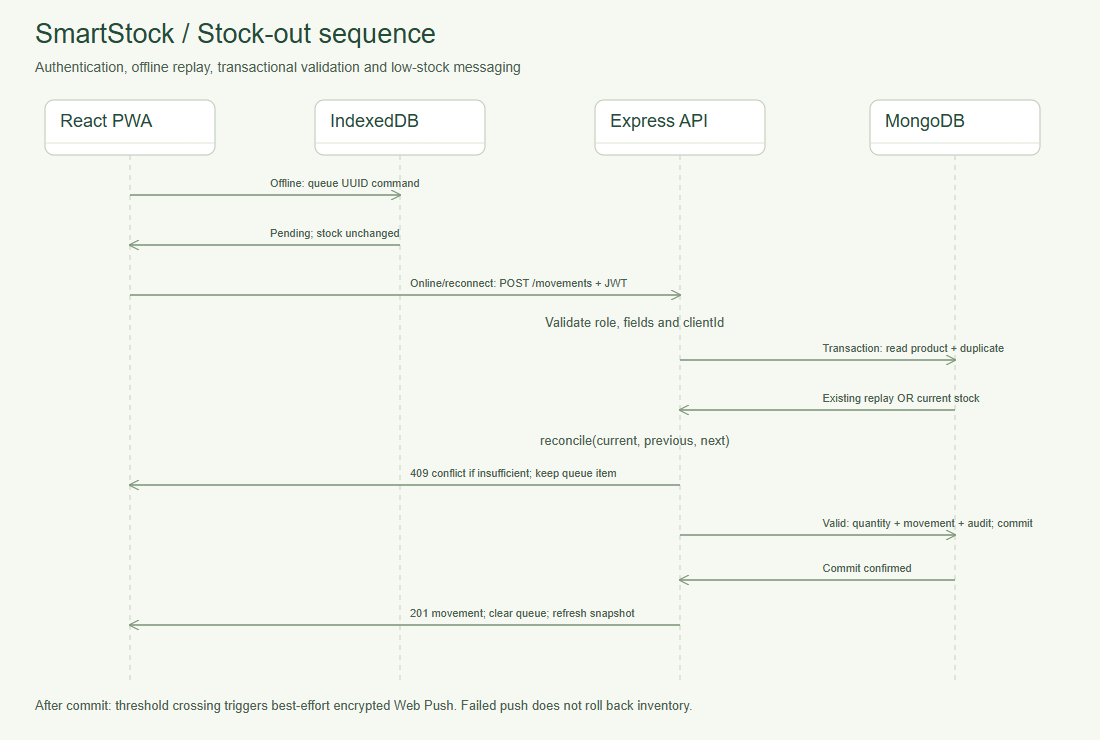 SmartStock / Stock-out sequence
Authentication, offline replay, transactional validation and low-stock messaging
React PWA
IndexedDB
Express API
MongoDB
Offline: queue UUID command
Pending; stock unchanged
Online/reconnect: POST /movements + JWT
Validate role, fields and clientId
Transaction: read product + duplicate
Existing replay OR current stock
reconcile(current, previous, next)
409 conflict if insufficient; keep queue item
Valid: quantity + movement + audit; commit
Commit confirmed
201 movement; clear queue; refresh snapshot
After commit: threshold crossing triggers best-effort encrypted Web Push. Failed push does not roll back inventory.